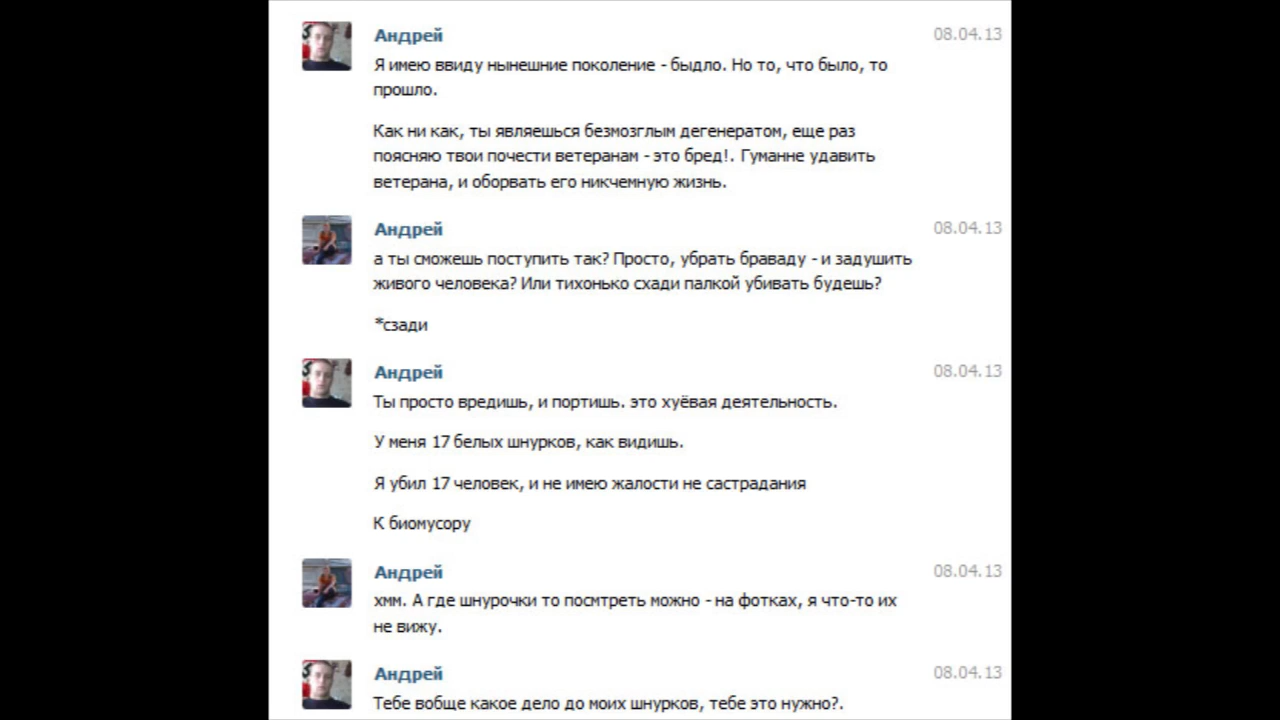 Андрей 08.04.13
Я имею ввиду нынешние поколение - быдло. Но то, что было, то
прошло.
Как ни как, ты являешься безмозглым дегенератом, еще раз
поясняю твои почести ветеранам - это бред!. Гуманне удавить
ветерана, и оборвать его никчемную жизнь.
Андрей 08.04.13
а ты сможешь поступить так? Просто, убрать браваду - и задушить
живого человека? Или тихонько схади палкой убивать будешь?
*сзади
Андрей 08.04.13
Ты просто вредишь, и портишь. это хуёвая деятельность.
У меня 17 белых шнурков, как видишь.
Я убил 17 человек, и не имею жалости не састрадания
К биомусору
Андрей 08.04.13
хмм. А где шнурочки то посмтреть можно - на фотках, я что-то их
не вижу.
Андрей 08.04.13
Тебе вобще какое дело до моих шнурков, тебе это нужно?.